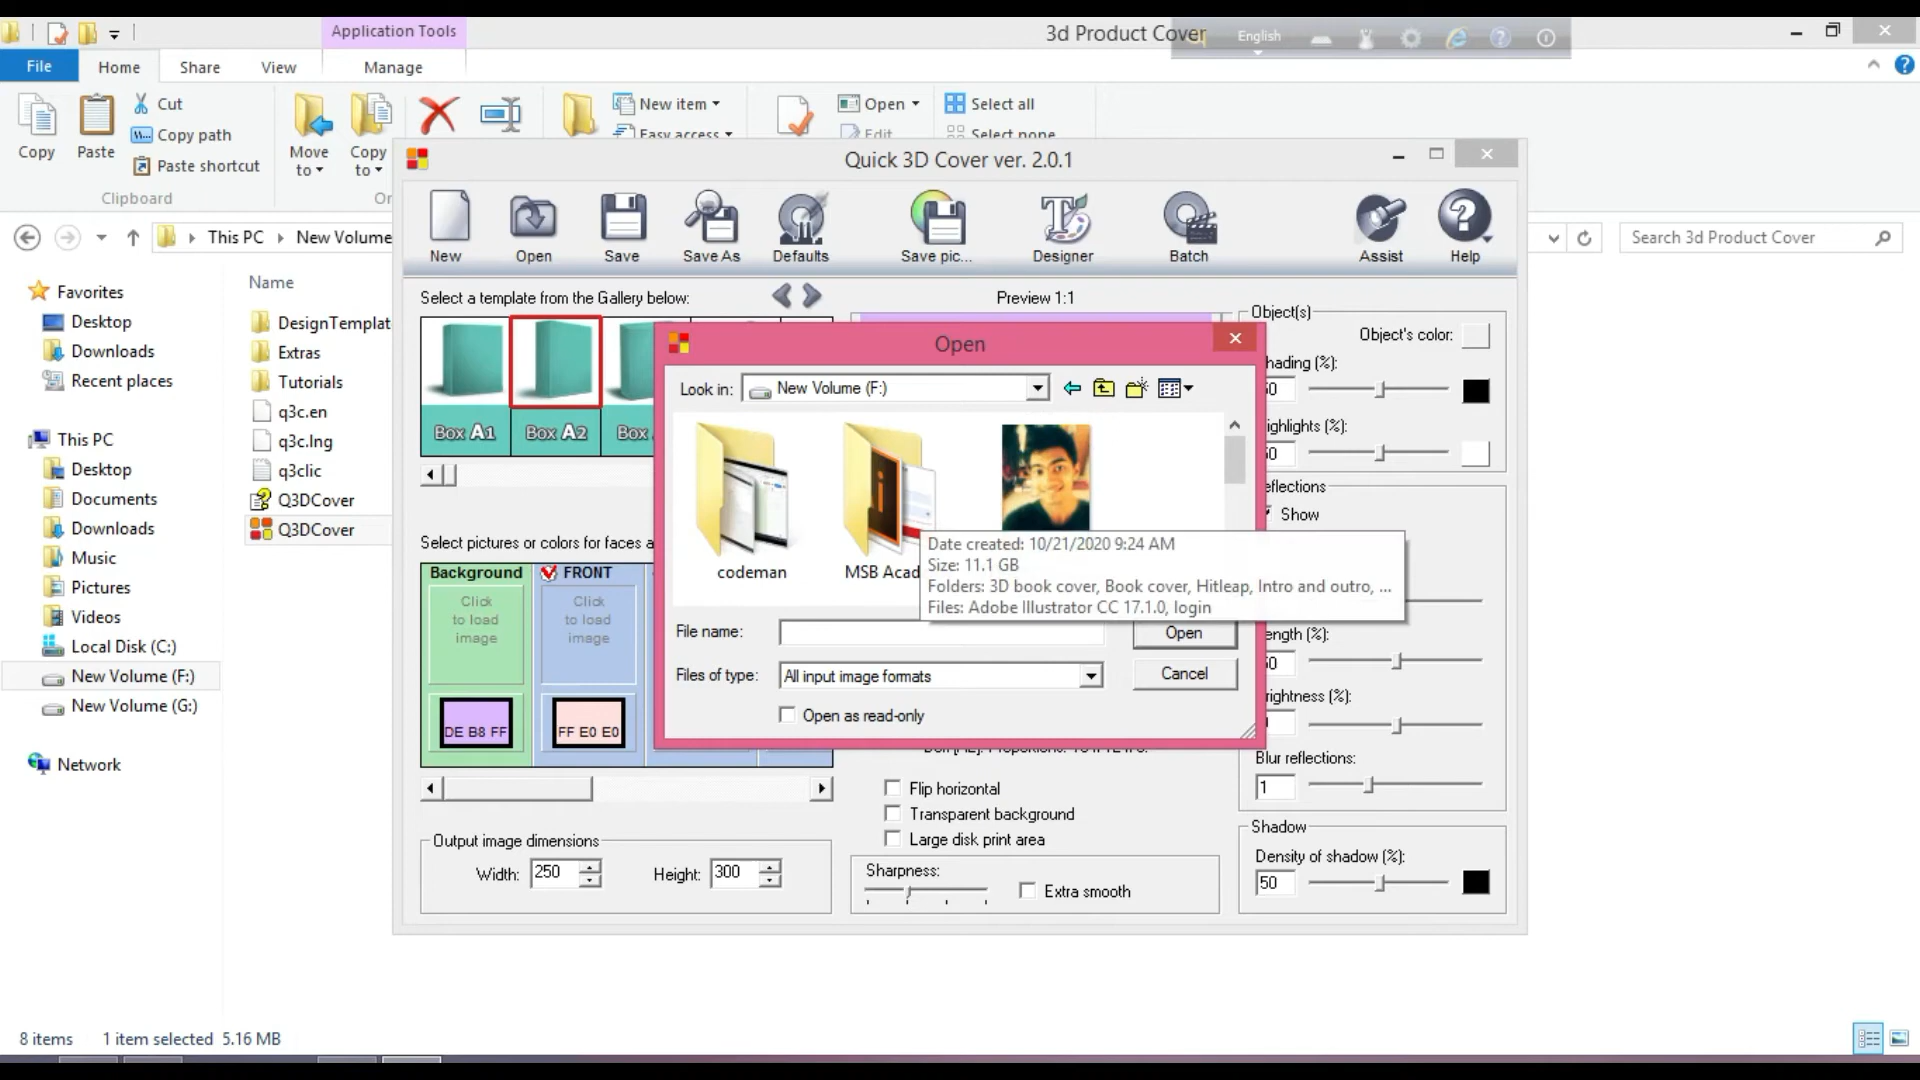 Application Tools
3d Product Cover
English
File
Home
Share
View
Manage
Copy
Paste
Cut
Copy path
Paste shortcut
Clipboard
Move to
Copy to
Or
New item
Easy access
Open
Edit
Select all
Select none
This PC
New Volume
Search 3d Product Cover
Favorites
Desktop
Downloads
Recent places
This PC
Desktop
Documents
Downloads
Music
Pictures
Videos
Local Disk (C:)
New Volume (F:)
New Volume (G:)
Network
Name
DesignTemplat
Extras
Tutorials
q3c.en
q3c.lng
q3clic
Q3DCover
Q3DCover
Quick 3D Cover ver. 2.0.1
New
Open
Save
Save As
Defaults
Save pic...
Designer
Batch
Assist
Help
Select a template from the Gallery below:
Box A1
Box A2
Box
Preview 1:1
Select pictures or colors for faces a
Background
FRONT
Click
to load
image
Click
to load
image
DE B8 FF
FF E0 E0
Output image dimensions
Width: 250
Height: 300
Open
Look in:
New Volume (F:)
codeman
MSB Acad
Date created: 10/21/2020 9:24 AM
Size: 11.1 GB
Folders: 3D book cover, Book cover, Hitleap, Intro and outro, ...
Files: Adobe Illustrator CC 17.1.0, login
File name:
Open
Files of type:
All input image formats
Cancel
Open as read-only
Flip horizontal
Transparent background
Large disk print area
Sharpness:
Extra smooth
Object(s)
Object's color:
hading (%):
50
ighlights (%):
50
eflections
Show
ength (%):
50
rightness (%):
Blur reflections:
1
Shadow
Density of shadow (%):
50
8 items
1 item selected 5.16 MB